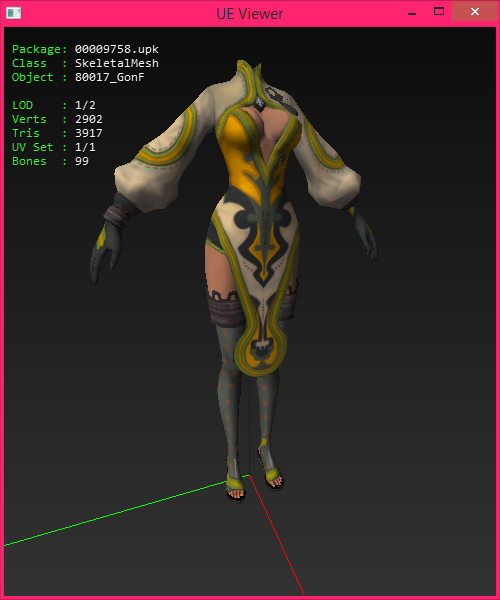 UE Viewer
Package: 00009758.upk
Class : SkeletalMesh
Object : 80017_GonF
LOD : 1/2
Verts : 2902
Tris : 3917
UV Set : 1/1
Bones : 99